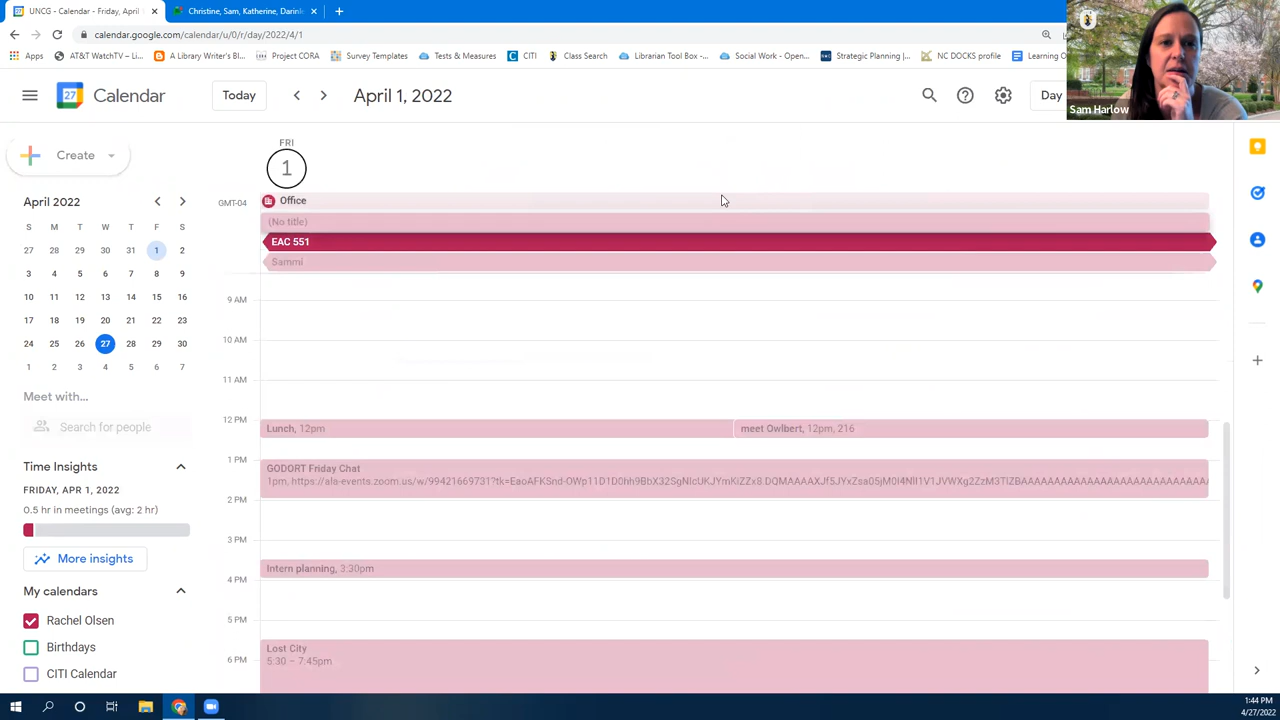 UNCG - Calendar - Friday, April
Christine, Sam, Katherine, Darin
calendar.google.com/calendar/u/0/r/day/2022/4/1
Apps
AT&T WatchTV – Li...
A Library Writer's Bl...
Project CORA
Survey Templates
Tests & Measures
CITI
Class Search
Librarian Tool Box -...
Social Work - Open...
Strategic Planning |...
NC DOCKS profile
Learning O
Sam Harlow
27
Calendar
Today
April 1, 2022
Day
Create
FRI
1
April 2022
S M T W T F S
27 28 29 30 31 1 2
3 4 5 6 7 8 9
10 11 12 13 14 15 16
17 18 19 20 21 22 23
24 25 26 27 28 29 30
1 2 3 4 5 6 7
Meet with...
Search for people
Time Insights
FRIDAY, APR 1, 2022
0.5 hr in meetings (avg: 2 hr)
More insights
My calendars
Rachel Olsen
Birthdays
CITI Calendar
GMT-04
Office
(No title)
EAC 551
Sammi
9 AM
10 AM
11 AM
12 PM
Lunch, 12pm
meet Owlbert, 12pm, 216
1 PM
GODORT Friday Chat
2 PM
3 PM
Intern planning, 3:30pm
4 PM
5 PM
Lost City
5:30 – 7:45pm
6 PM
1:44 PM
4/27/2022